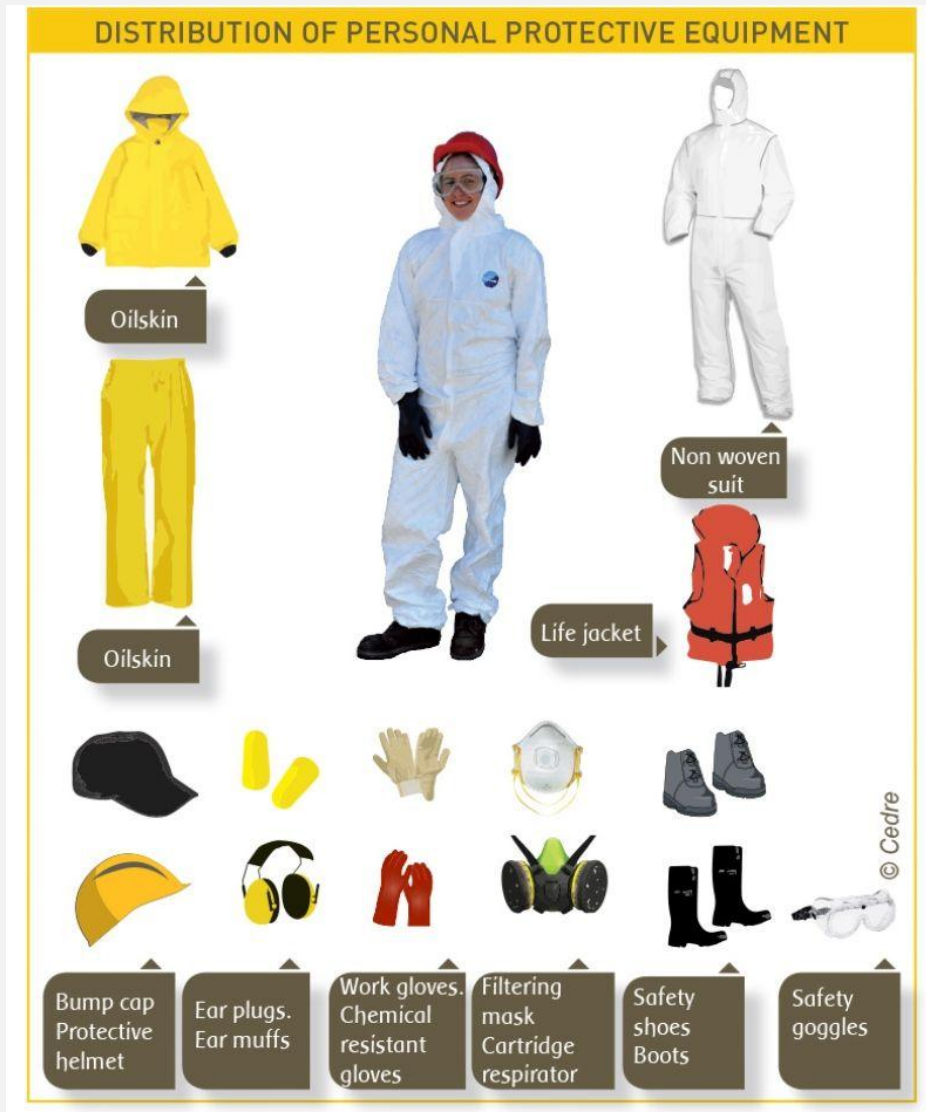 DISTRIBUTION OF PERSONAL PROTECTIVE EQUIPMENT
Oilskin
Non woven
suit
Oilskin
Life jacket
© Cedre
Bump cap
Protective
helmet
Ear plugs.
Ear muffs
Work gloves.
Chemical
resistant
gloves
Filtering
mask
Cartridge
respirator
Safety
shoes
Boots
Safety
goggles